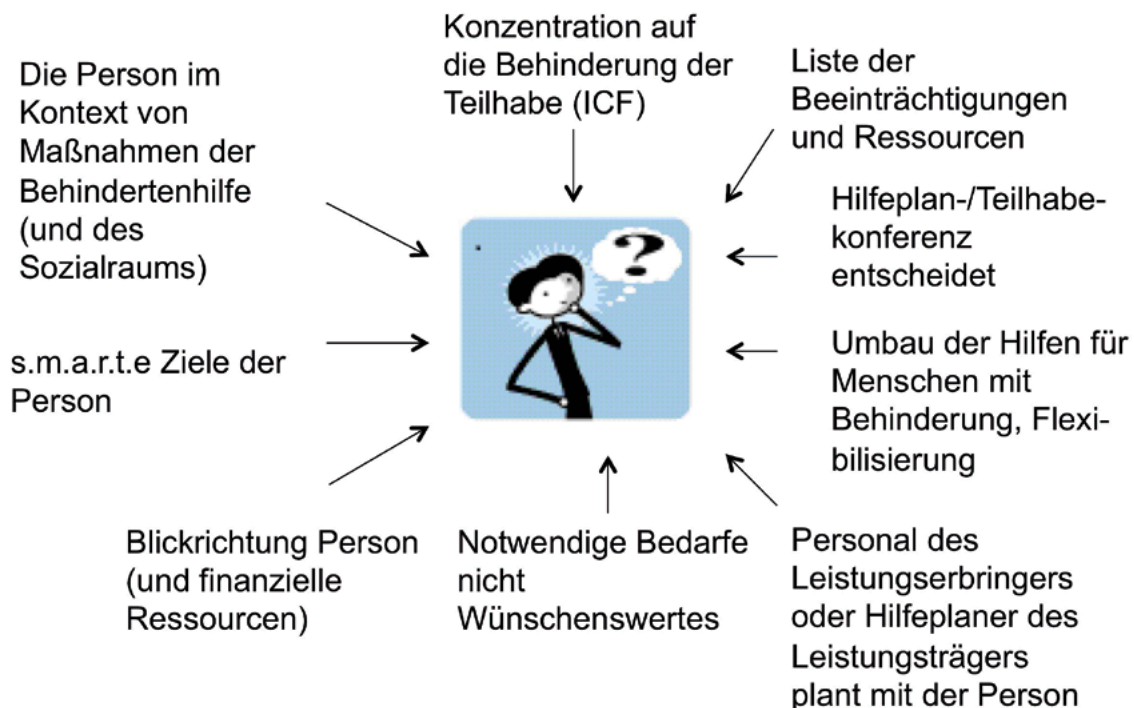 Konzentration auf
die Behinderung der
Teilhabe (ICF)
Liste der
Beeinträchtigungen
und Ressourcen
Hilfeplan-/Teilhabe-
konferenz
entscheidet
Umbau der Hilfen für
Menschen mit
Behinderung, Flexi-
bilisierung
Personal des
Leistungserbringers
oder Hilfeplaner des
Leistungsträgers
plant mit der Person
Notwendige Bedarfe
nicht
Wünschenswertes
Blickrichtung Person
(und finanzielle
Ressourcen)
s.m.a.r.t.e Ziele der
Person
Die Person im
Kontext von
Maßnahmen der
Behindertenhilfe
(und des
Sozialraums)
?